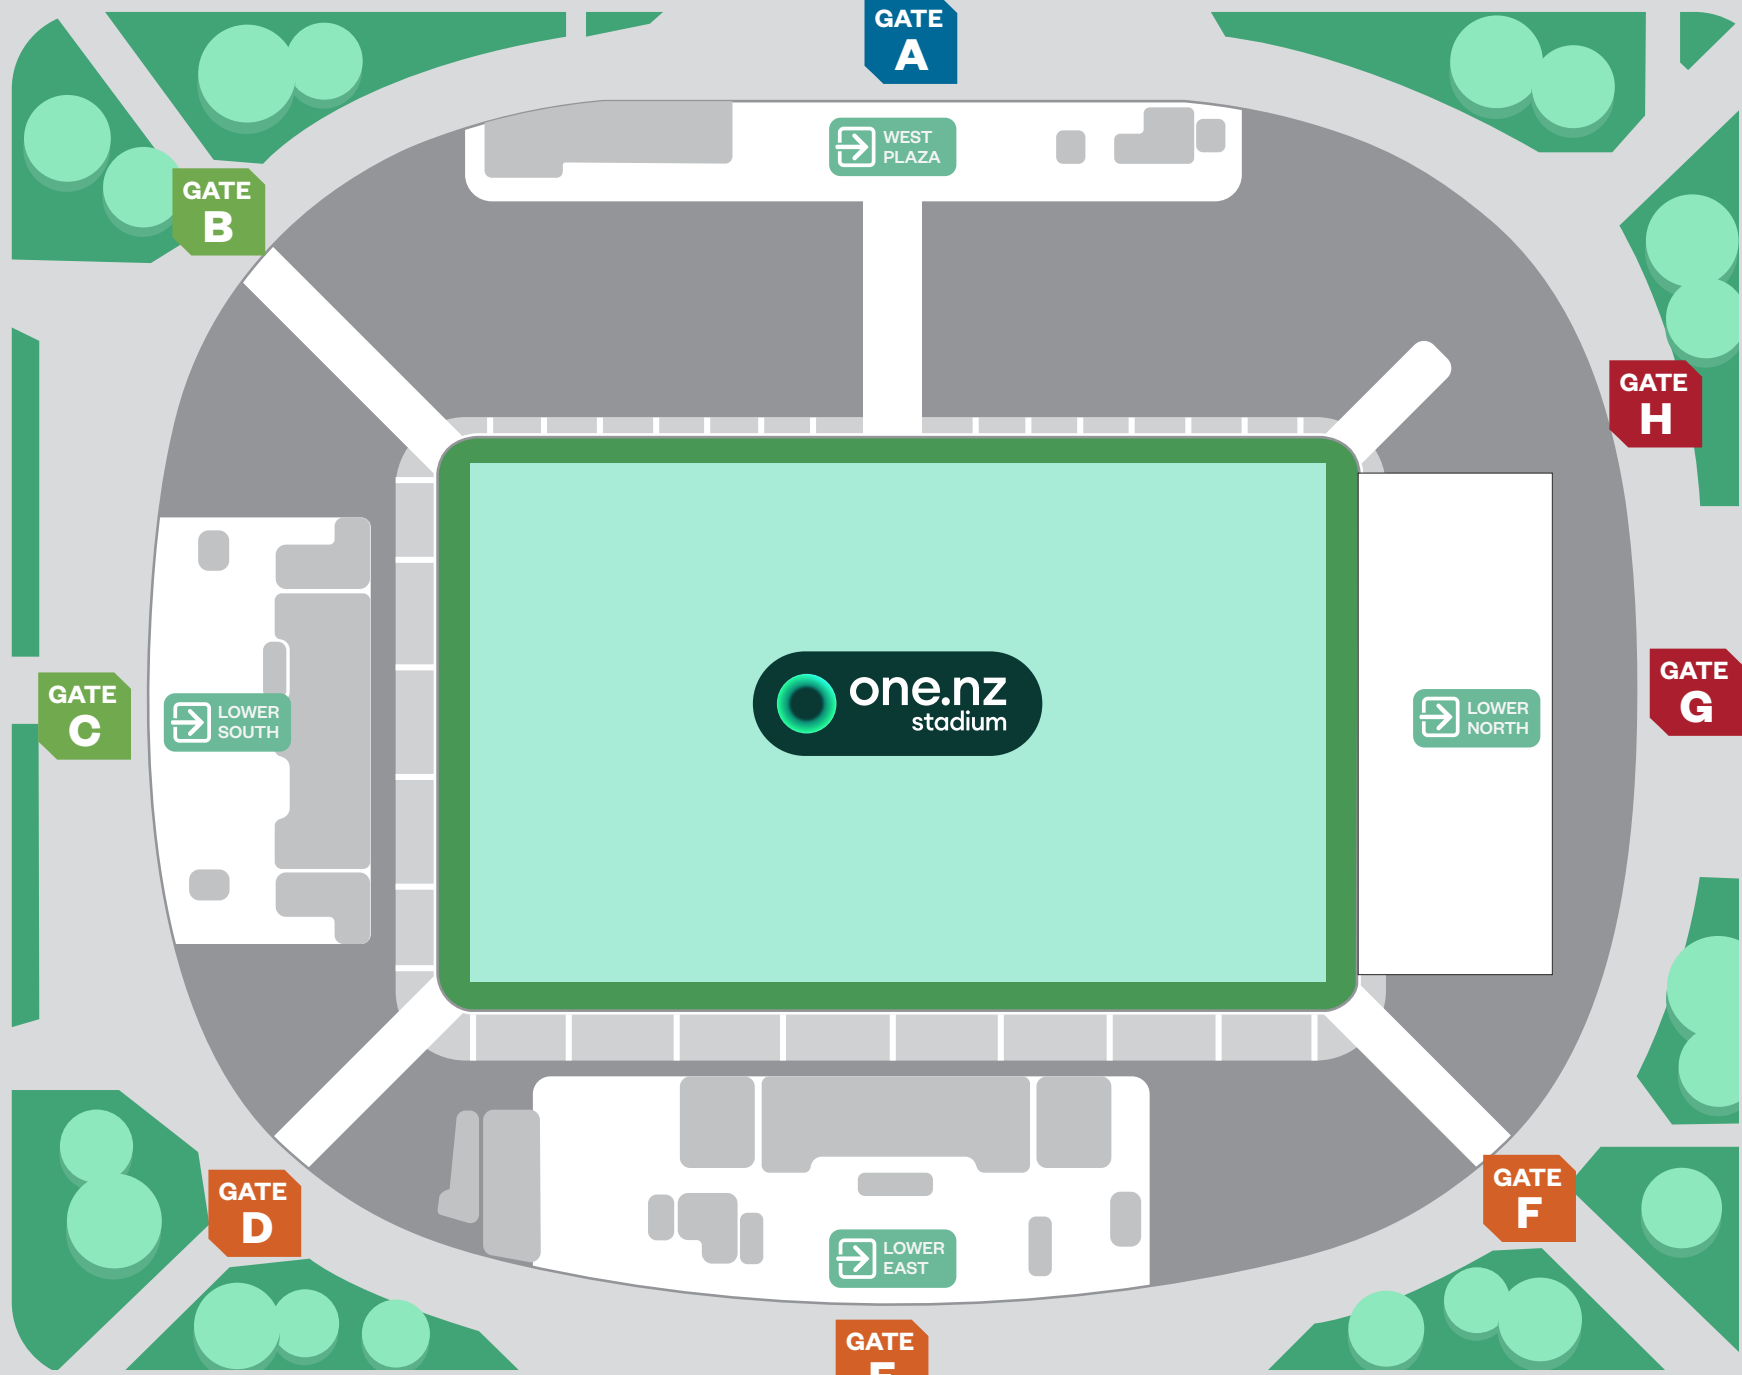 GATE
A
WEST
PLAZA
GATE
B
GATE
H
GATE
C
LOWER
SOUTH
one.nz
stadium
LOWER
NORTH
GATE
G
GATE
D
GATE
F
LOWER
EAST
GATE
E